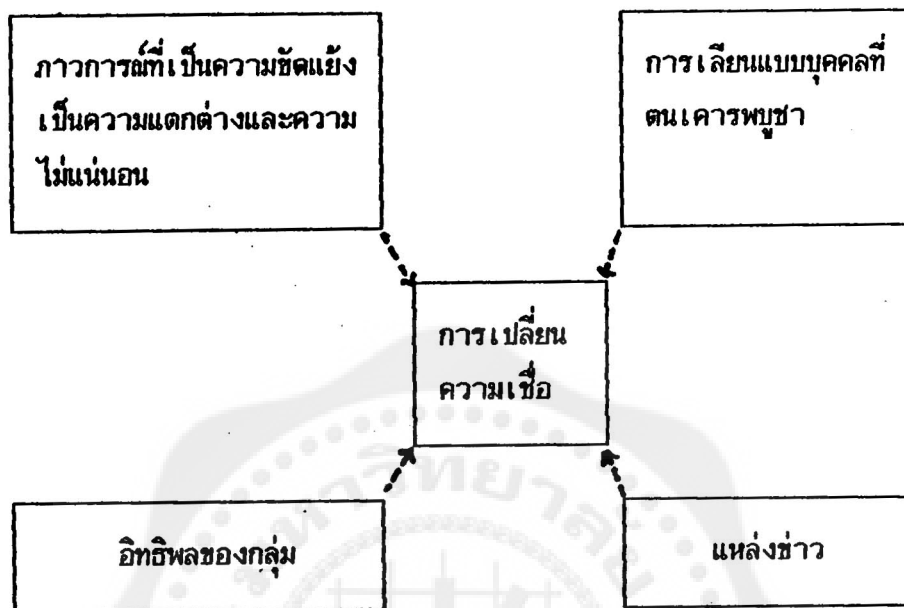 ภาวการณ์ที่เป็นความขัดแย้ง
เป็นความแตกต่างและความ
ไม่แน่นอน
การเลียนแบบบุคคลที่
ตนเคารพบูชา
การเปลี่ยน
ความเชื่อ
อิทธิพลของกลุ่ม
แหล่งข่าว